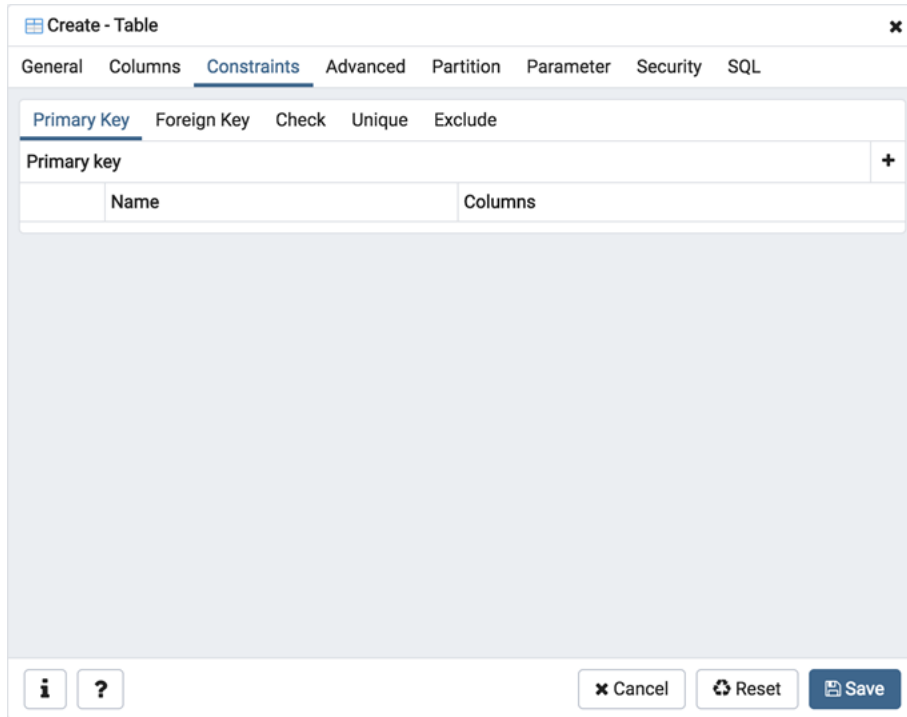 Create - Table
General Columns Constraints Advanced Partition Parameter Security SQL
Primary Key Foreign Key Check Unique Exclude
Primary key
Name Columns
i ? Cancel Reset Save